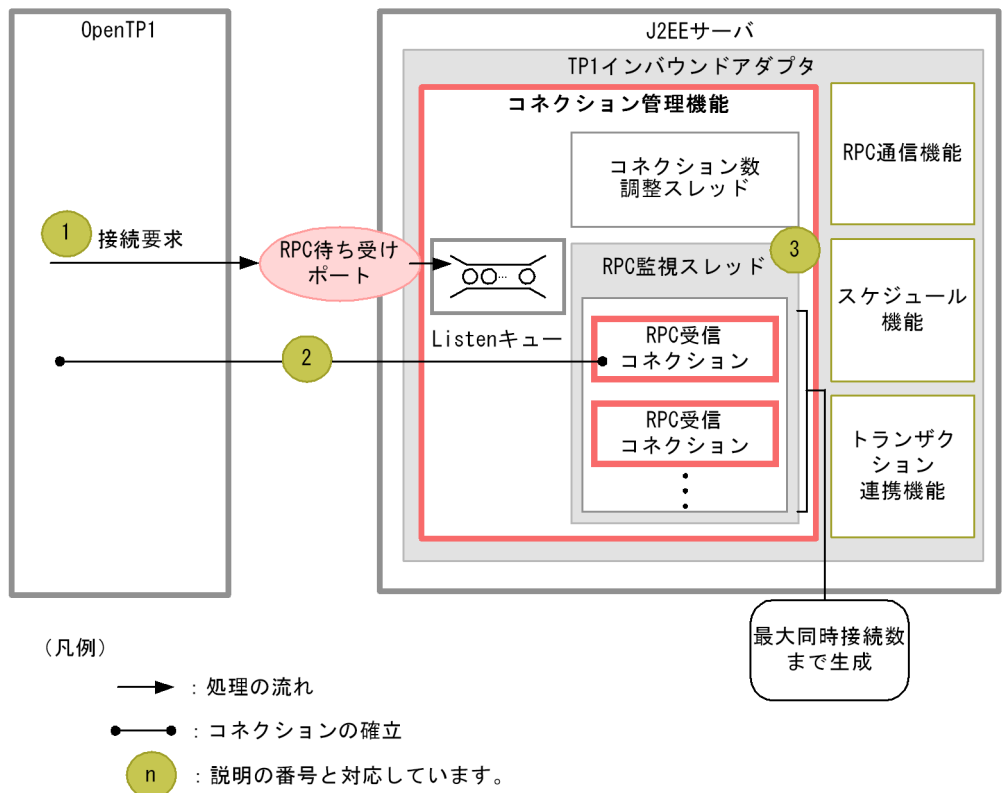 OpenTP1
J2EEサーバ
TP1インバウンドアダプタ
コネクション管理機能
コネクション数
調整スレッド
RPC通信機能
1
接続要求
RPC待ち受け
ポート
3
RPC監視スレッド
スケジュール
機能
Listenキュー
2
RPC受信
コネクション
RPC受信
コネクション
トランザク
ション
連携機能
最大同時接続数
まで生成
(凡例)
:処理の流れ
:コネクションの確立
n
:説明の番号と対応しています。